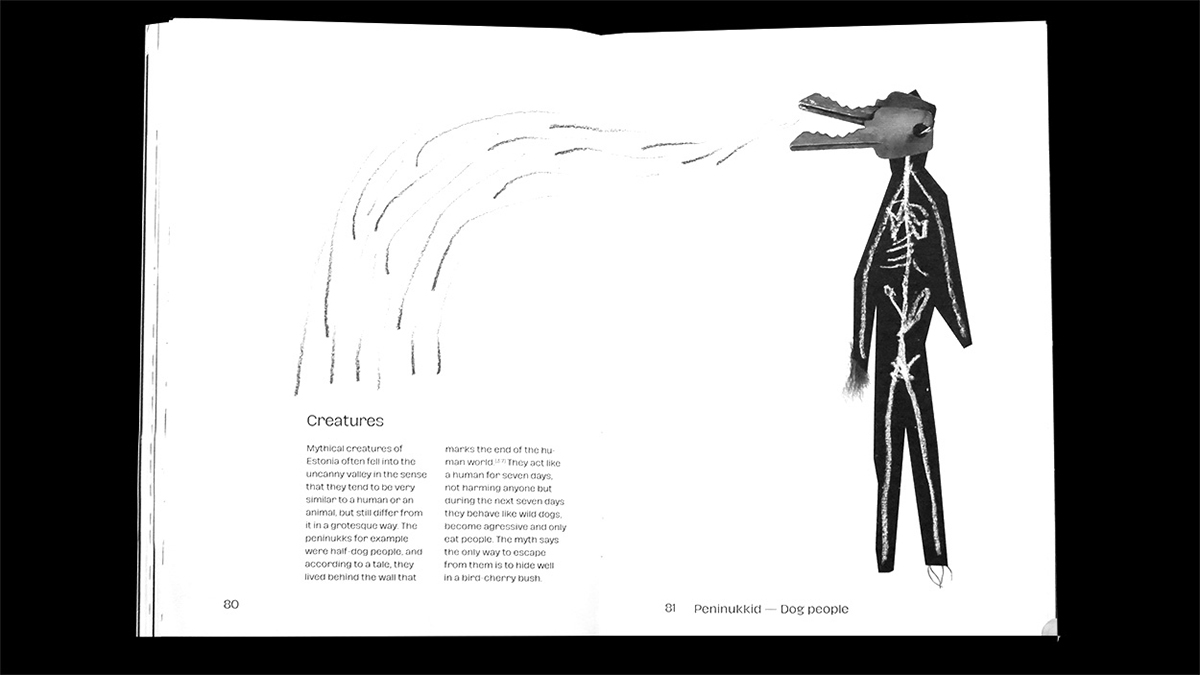 Creatures
Mythical creatures of
Estonia often fell into the
uncanny valley in the sense
that they tend to be very
similar to a human or an
animal, but still differ from
it in a grotesque way. The
peninukks for example
were half-dog people, and
according to a tale, they
lived behind the wall that
marks the end of the hu-
man world. They act like
a human for seven days,
not harming anyone but
during the next seven days
they behave like wild dogs,
become agressive and only
eat people. The myth says
the only way to escape
from them is to hide well
in a bird-cherry bush.
80
81 Peninukkid — Dog people